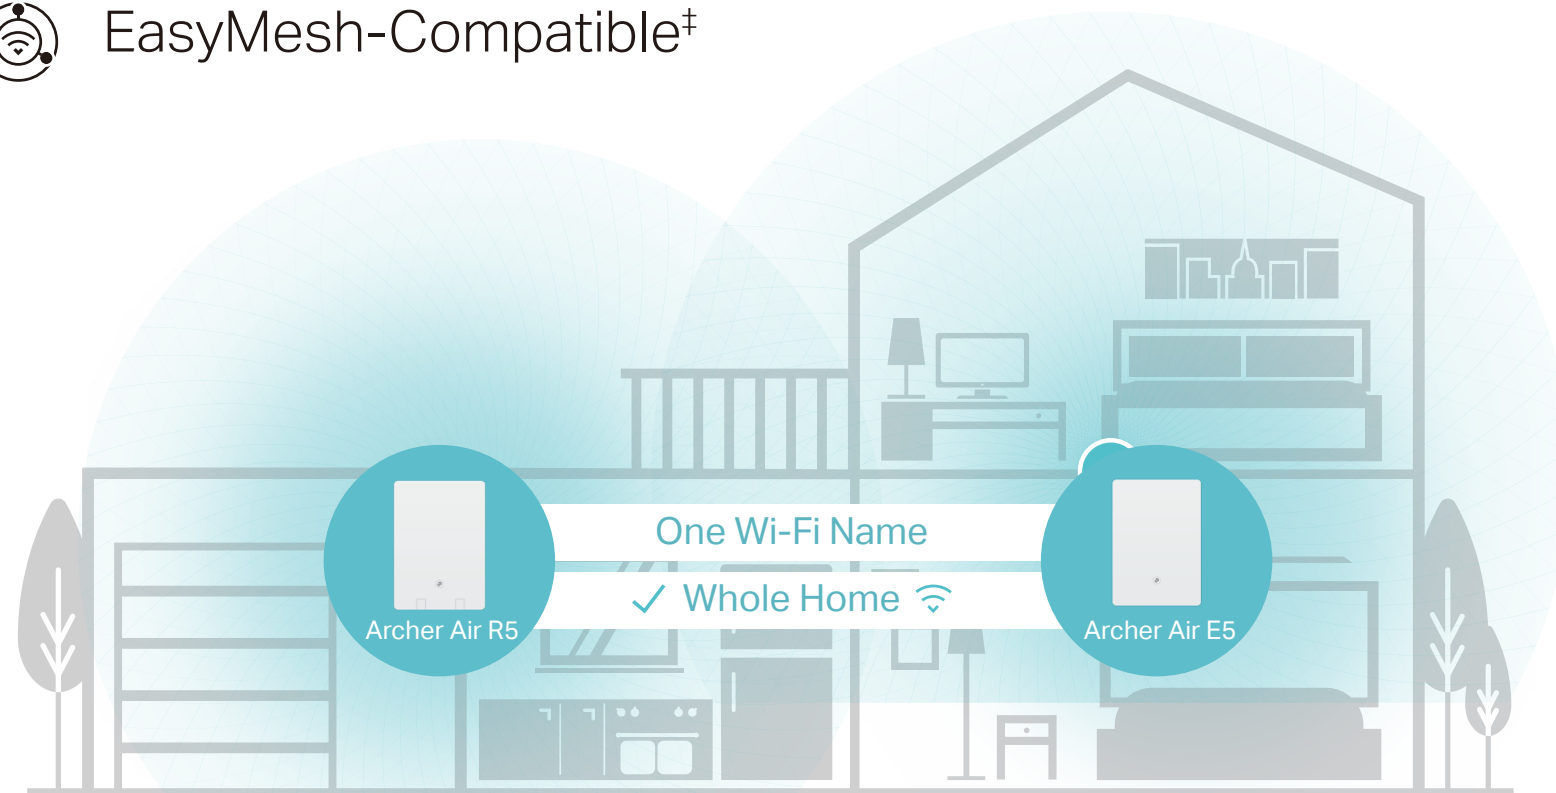 EasyMesh-Compatible‡
One Wi-Fi Name
Whole Home
Archer Air R5
Archer Air E5